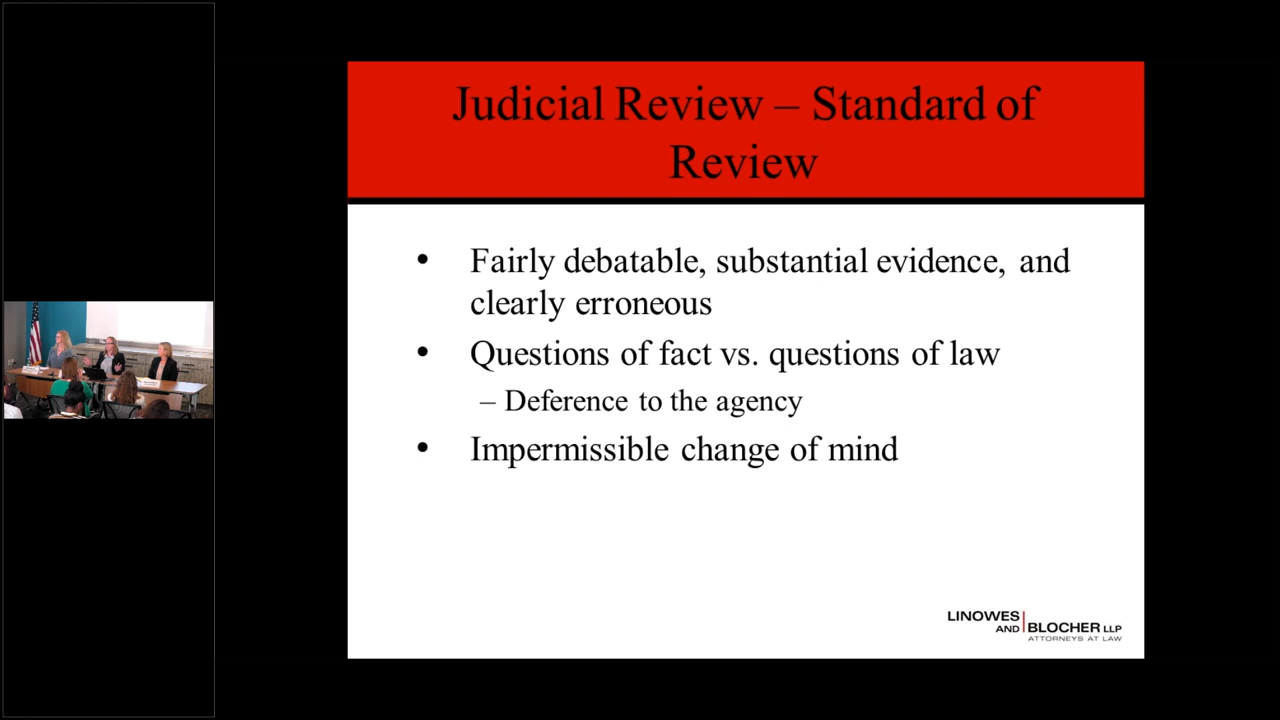 Judicial Review – Standard of
Review
• Fairly debatable, substantial evidence, and
clearly erroneous
• Questions of fact vs. questions of law
– Deference to the agency
• Impermissible change of mind
LINOWES
AND BLOCHER LLP
ATTORNEYS AT LAW